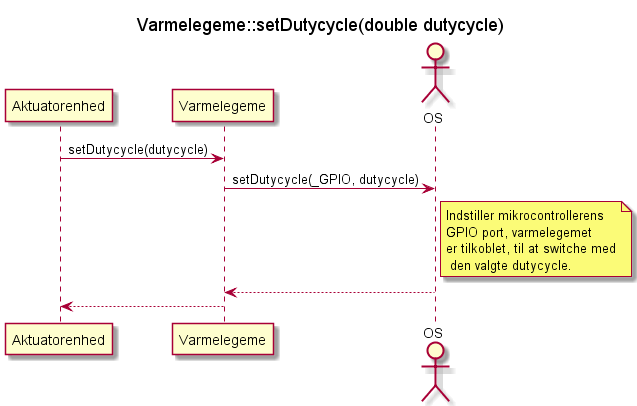 Varmelegeme::setDutycycle(double dutycycle)
Aktuatorenhed
Varmelegeme
OS
setDutycycle(dutycycle)
setDutycycle(_GPIO, dutycycle)
Indstiller mikrocontrollerens
GPIO port, varmelegemet
er tilkoblet, til at switche med
den valgte dutycycle.
Aktuatorenhed
Varmelegeme
OS